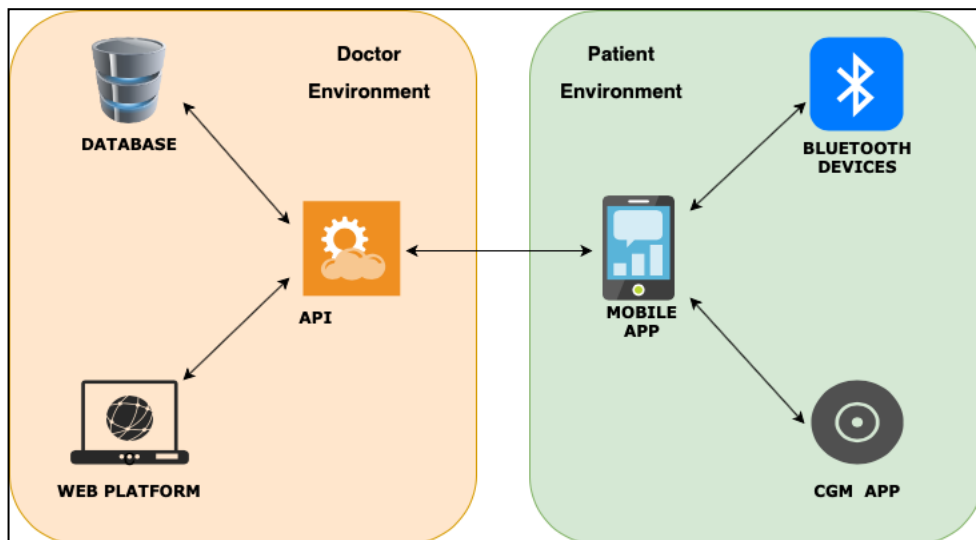 Doctor
Environment
Patient
Environment
DATABASE
BLUETOOTH
DEVICES
API
MOBILE
APP
WEB PLATFORM
CGM APP